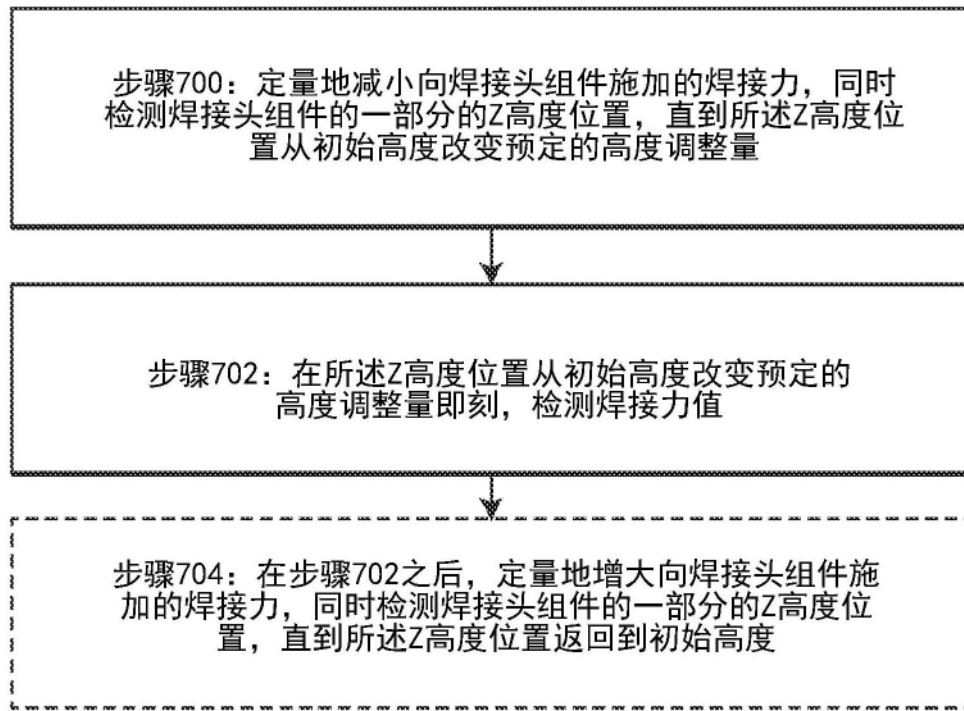 步骤700：定量地减小向焊接头组件施加的焊接力，同时
检测焊接头组件的一部分的Z高度位置，直到所述Z高度位
置从初始高度改变预定的高度调整量
步骤702：在所述Z高度位置从初始高度改变预定的
高度调整量即刻，检测焊接力值
步骤704：在步骤702之后，定量地增大向焊接头组件施
加的焊接力，同时检测焊接头组件的一部分的Z高度位
置，直到所述Z高度位置返回到初始高度